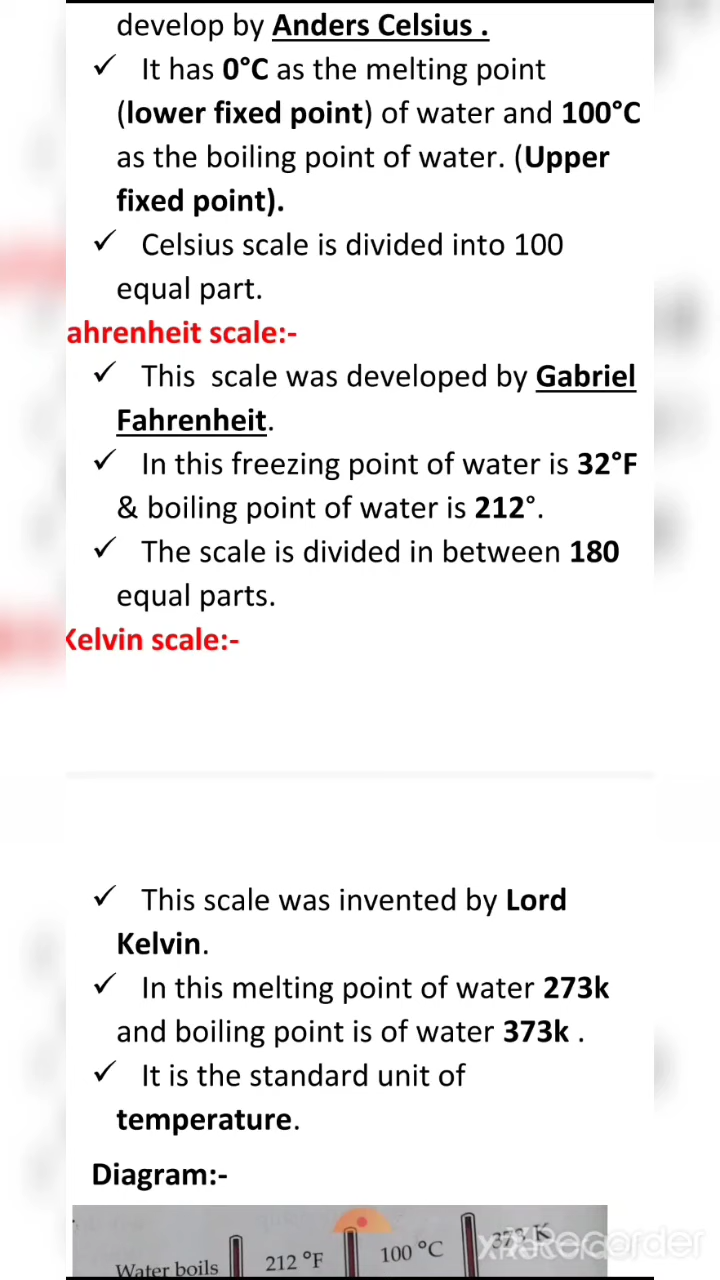 develop by Anders Celsius .
✓ It has 0°C as the melting point
(lower fixed point) of water and 100°C
as the boiling point of water. (Upper
fixed point).
✓ Celsius scale is divided into 100
equal part.
ahrenheit scale:-
✓ This scale was developed by Gabriel
Fahrenheit.
✓ In this freezing point of water is 32°F
& boiling point of water is 212°.
✓ The scale is divided in between 180
equal parts.
Kelvin scale:-
✓ This scale was invented by Lord
Kelvin.
✓ In this melting point of water 273k
and boiling point is of water 373k .
✓ It is the standard unit of
temperature.
Diagram:-
Water boils 212 °F 100 °C 373 K